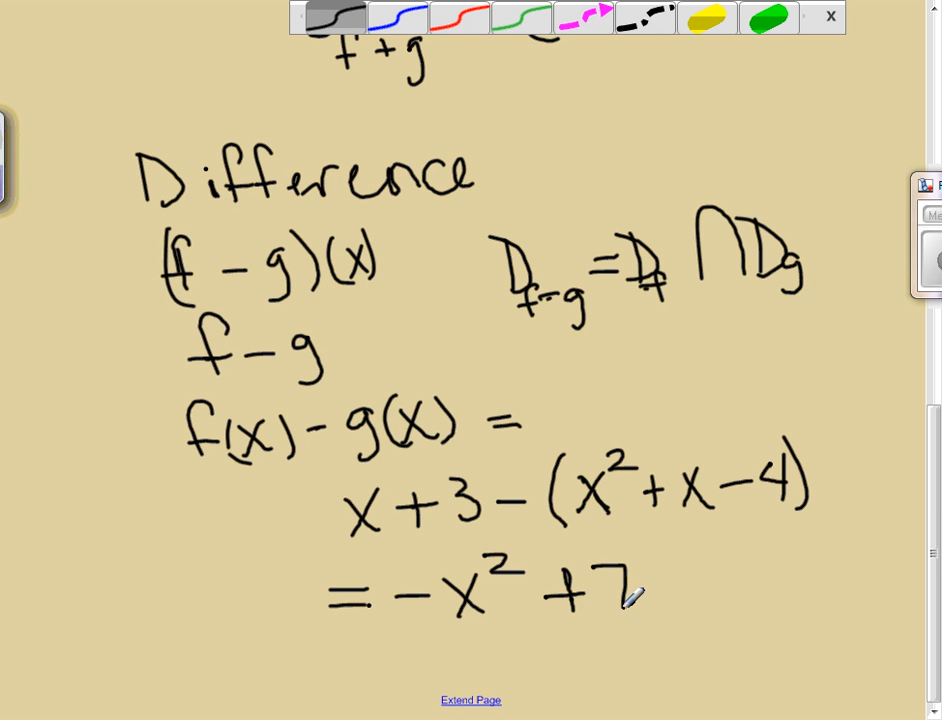 x
f + g
Difference
(f - g)(x)
D_{f-g} = D_f ∩ D_g
f - g
f(x) - g(x) =
x + 3 - (x² + x - 4)
= -x² + 7
Extend Page